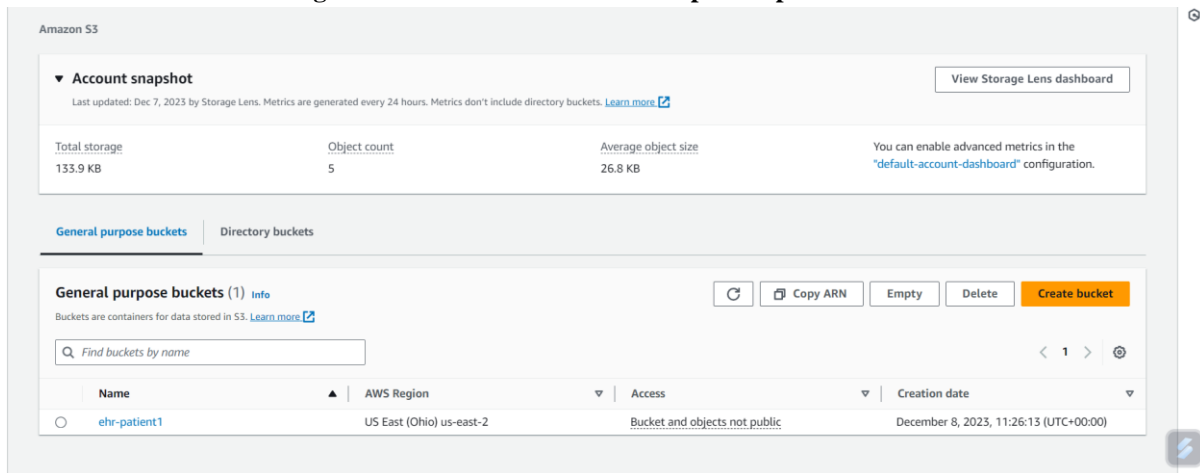 Amazon S3
Account snapshot
View Storage Lens dashboard
Last updated: Dec 7, 2023 by Storage Lens. Metrics are generated every 24 hours. Metrics don't include directory buckets. Learn more
Total storage
Object count
Average object size
You can enable advanced metrics in the
133.9 KB
5
26.8 KB
"default-account-dashboard" configuration.
General purpose buckets
Directory buckets
General purpose buckets (1) Info
Copy ARN
Empty
Delete
Create bucket
Buckets are containers for data stored in S3. Learn more
Find buckets by name
1
Name
AWS Region
Access
Creation date
ehr-patient1
US East (Ohio) us-east-2
Bucket and objects not public
December 8, 2023, 11:26:13 (UTC+00:00)